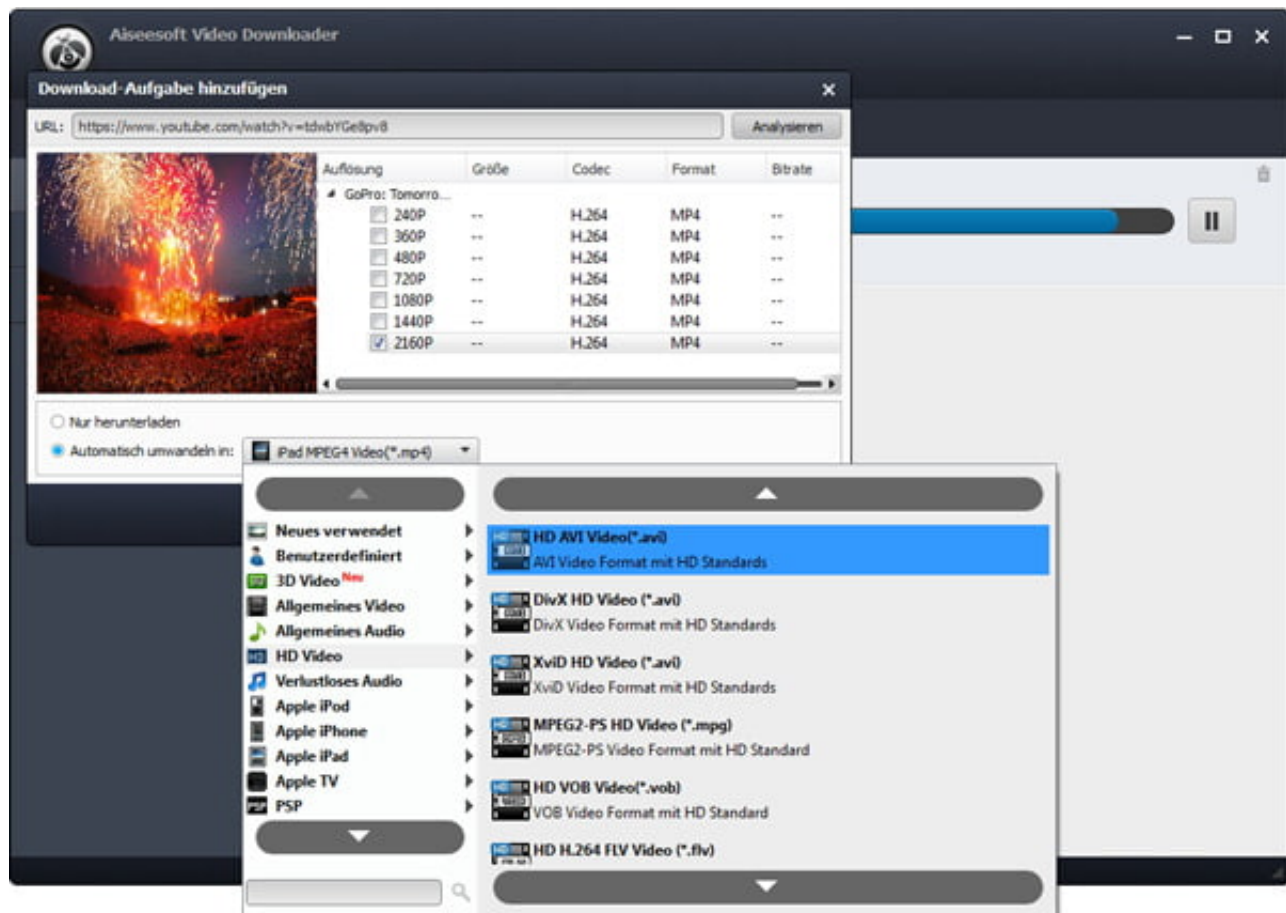 Aiseesoft Video Downloader
Download-Aufgabe hinzufügen
URL: https://www.youtube.com/watch?v=tdwbYGe8pv8 Analysieren
Auflösung Größe Codec Format Bitrate
GoPro: Tomorro...
240P -- H.264 MP4 --
360P -- H.264 MP4 --
480P -- H.264 MP4 --
720P -- H.264 MP4 --
1080P -- H.264 MP4 --
1440P -- H.264 MP4 --
2160P -- H.264 MP4 --
Nur herunterladen
Automatisch umwandeln in: iPad MPEG4 Video(*.mp4)
Neues verwendet
Benutzerdefiniert
3D Video Neu
Allgemeines Video
Allgemeines Audio
HD Video
Verlustloses Audio
Apple iPod
Apple iPhone
Apple iPad
Apple TV
PSP
HD AVI Video(*.avi)
AVI Video Format mit HD Standards
DivX HD Video (*.avi)
DivX Video Format mit HD Standards
XviD HD Video (*.avi)
XviD Video Format mit HD Standards
MPEG2-PS HD Video (*.mpg)
MPEG2-PS Video Format mit HD Standard
HD VOB Video(*.vob)
VOB Video Format mit HD Standard
HD H.264 FLV Video (*.flv)